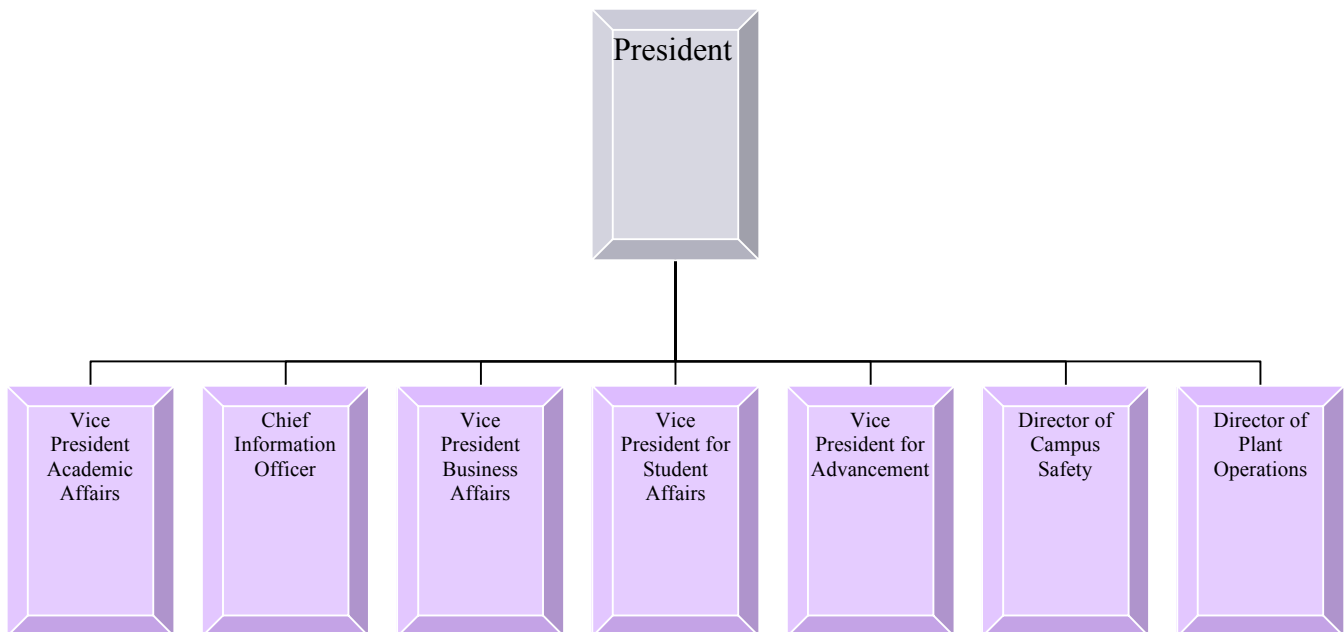 President
Vice
President
Academic
Affairs
Chief
Information
Officer
Vice
President
Business
Affairs
Vice
President for
Student
Affairs
Vice
President for
Advancement
Director of
Campus
Safety
Director of
Plant
Operations